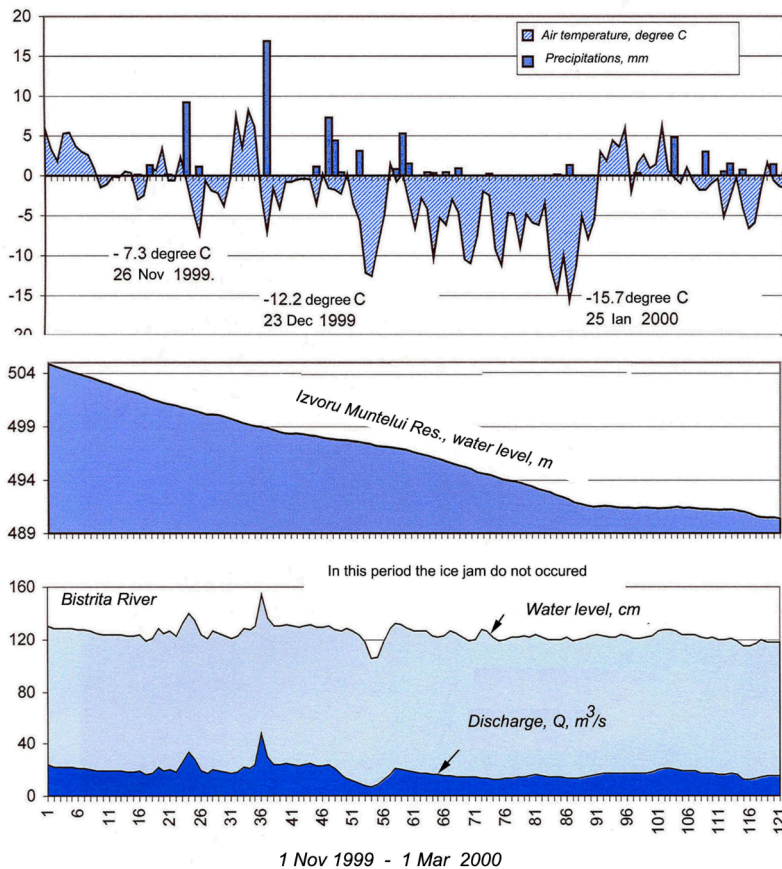 20
Air temperature, degree C
15
Precipitations, mm
10
5
0
-5
- 7.3 degree C
26 Nov 1999.
-10
-12.2 degree C
23 Dec 1999
-15.7 degree C
25 Ian 2000
-15
20
504
Izvoru Muntelui Res., water level, m
499
494
489
In this period the ice jam do not occured
160
Bistrita River
Water level, cm
120
80
Discharge, Q, m³/s
40
0
1 6 11 16 21 26 31 36 41 46 51 56 61 66 71 76 81 86 91 96 101 106 111 116 121
1 Nov 1999 - 1 Mar 2000